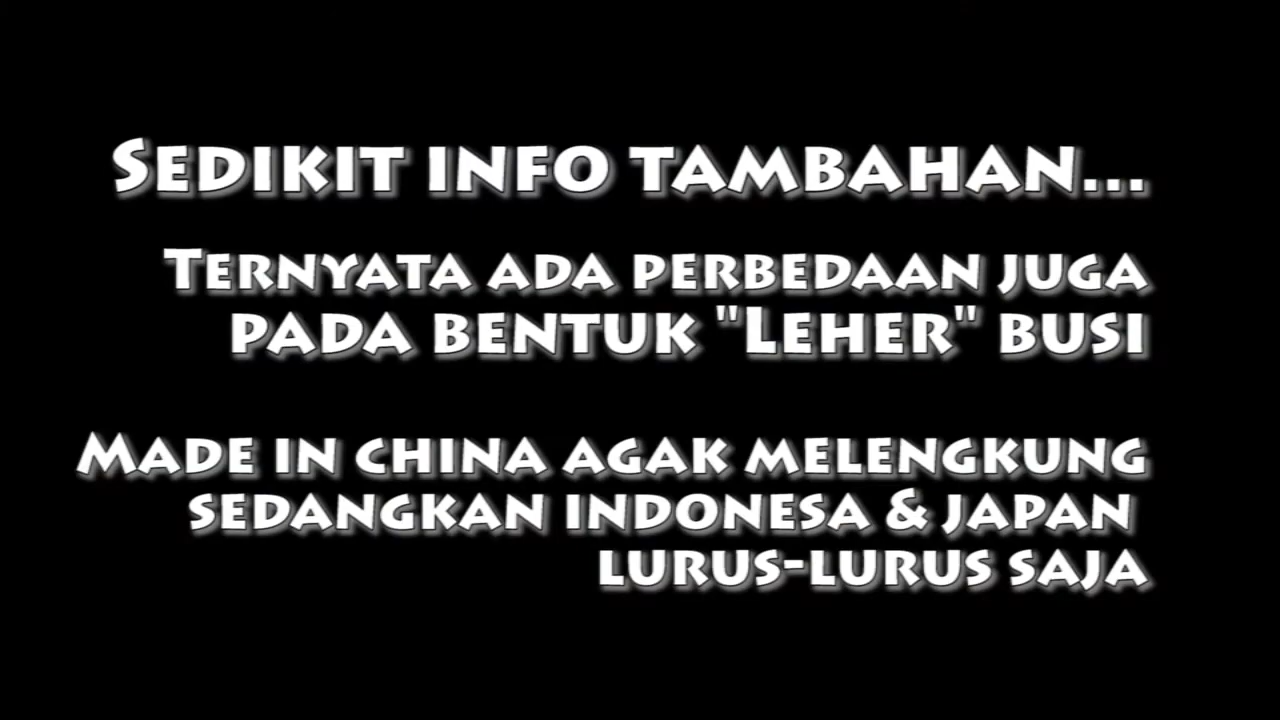 Sedikit info tambahan...
Ternyata ada perbedaan juga
pada bentuk "Leher" busi
Made in china agak melengkung
sedangkan indonesa & japan
lurus-lurus saja